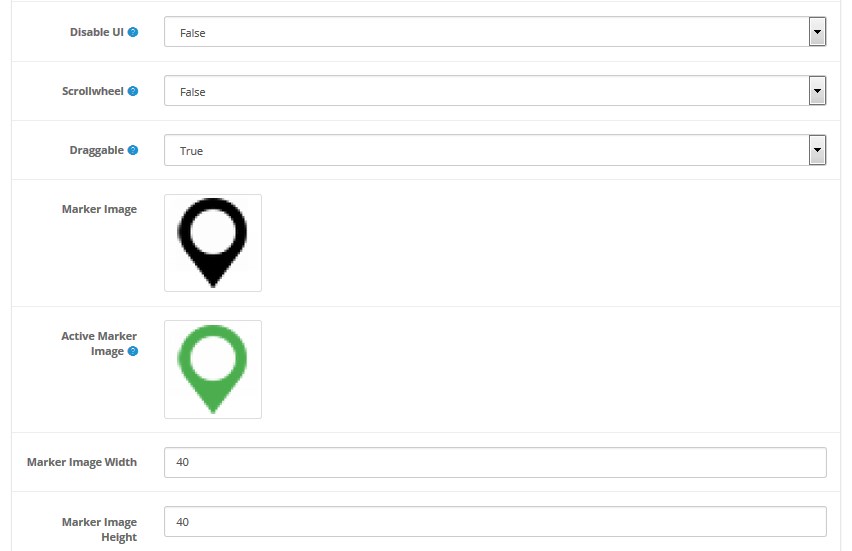 Disable UI ?
False
Scrollwheel ?
False
Draggable ?
True
Marker Image
Active Marker
Image ?
Marker Image Width
40
Marker Image
Height
40